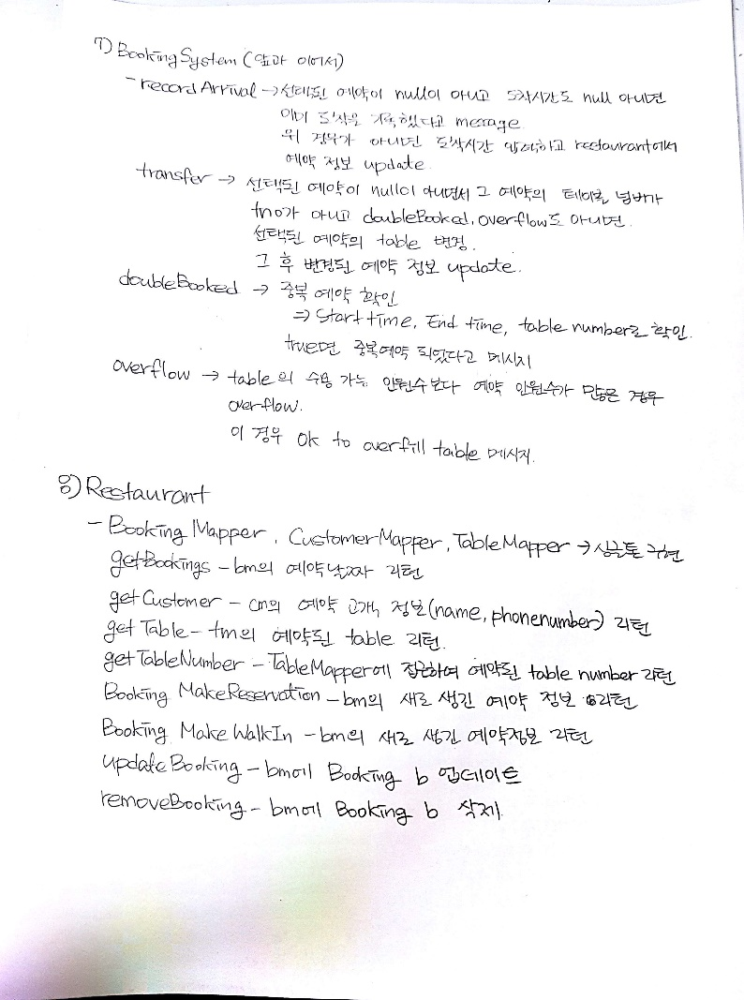 7) BookingSystem (앞과 이어서)
- recordArrival → 선택된 예약이 null이 아니고 도착시간도 null 아니면
이미 도착을 기록했다고 message
위 경우가 아니면 도착시간 입력하고 restaurant에서
예약 정보 update.
transfer → 선택된 예약이 null이 아니면서 그 예약의 테이블 넘버가
tno가 아니고 doubleBooked, overflow도 아니면.
선택된 예약의 table 변경.
그 후 변경된 예약 정보 update.
doubleBooked → 중복 예약 확인
⇒ Start time, End time, table number로 확인.
true면 중복예약 되었다고 메시지
overflow → table의 수용 가능 인원수보다 예약 인원수가 많은 경우
overflow.
이 경우 Ok to overfill table 메시지.
8) Restaurant
- Booking Mapper, CustomerMapper, TableMapper → 싱글톤 구현
getBookings - bm의 예약날짜 리턴
getCustomer - cm의 예약 고객 정보(name, phonenumber) 리턴
getTable - tm의 예약된 table 리턴.
getTableNumber - TableMapper에 접근하여 예약된 table number 리턴
Booking MakeReservation - bm의 새로 생긴 예약 정보 리턴
Booking MakeWalkIn - bm의 새로 생긴 예약정보 리턴
updateBooking - bm에 Booking b 업데이트
removeBooking - bm에 Booking b 삭제.